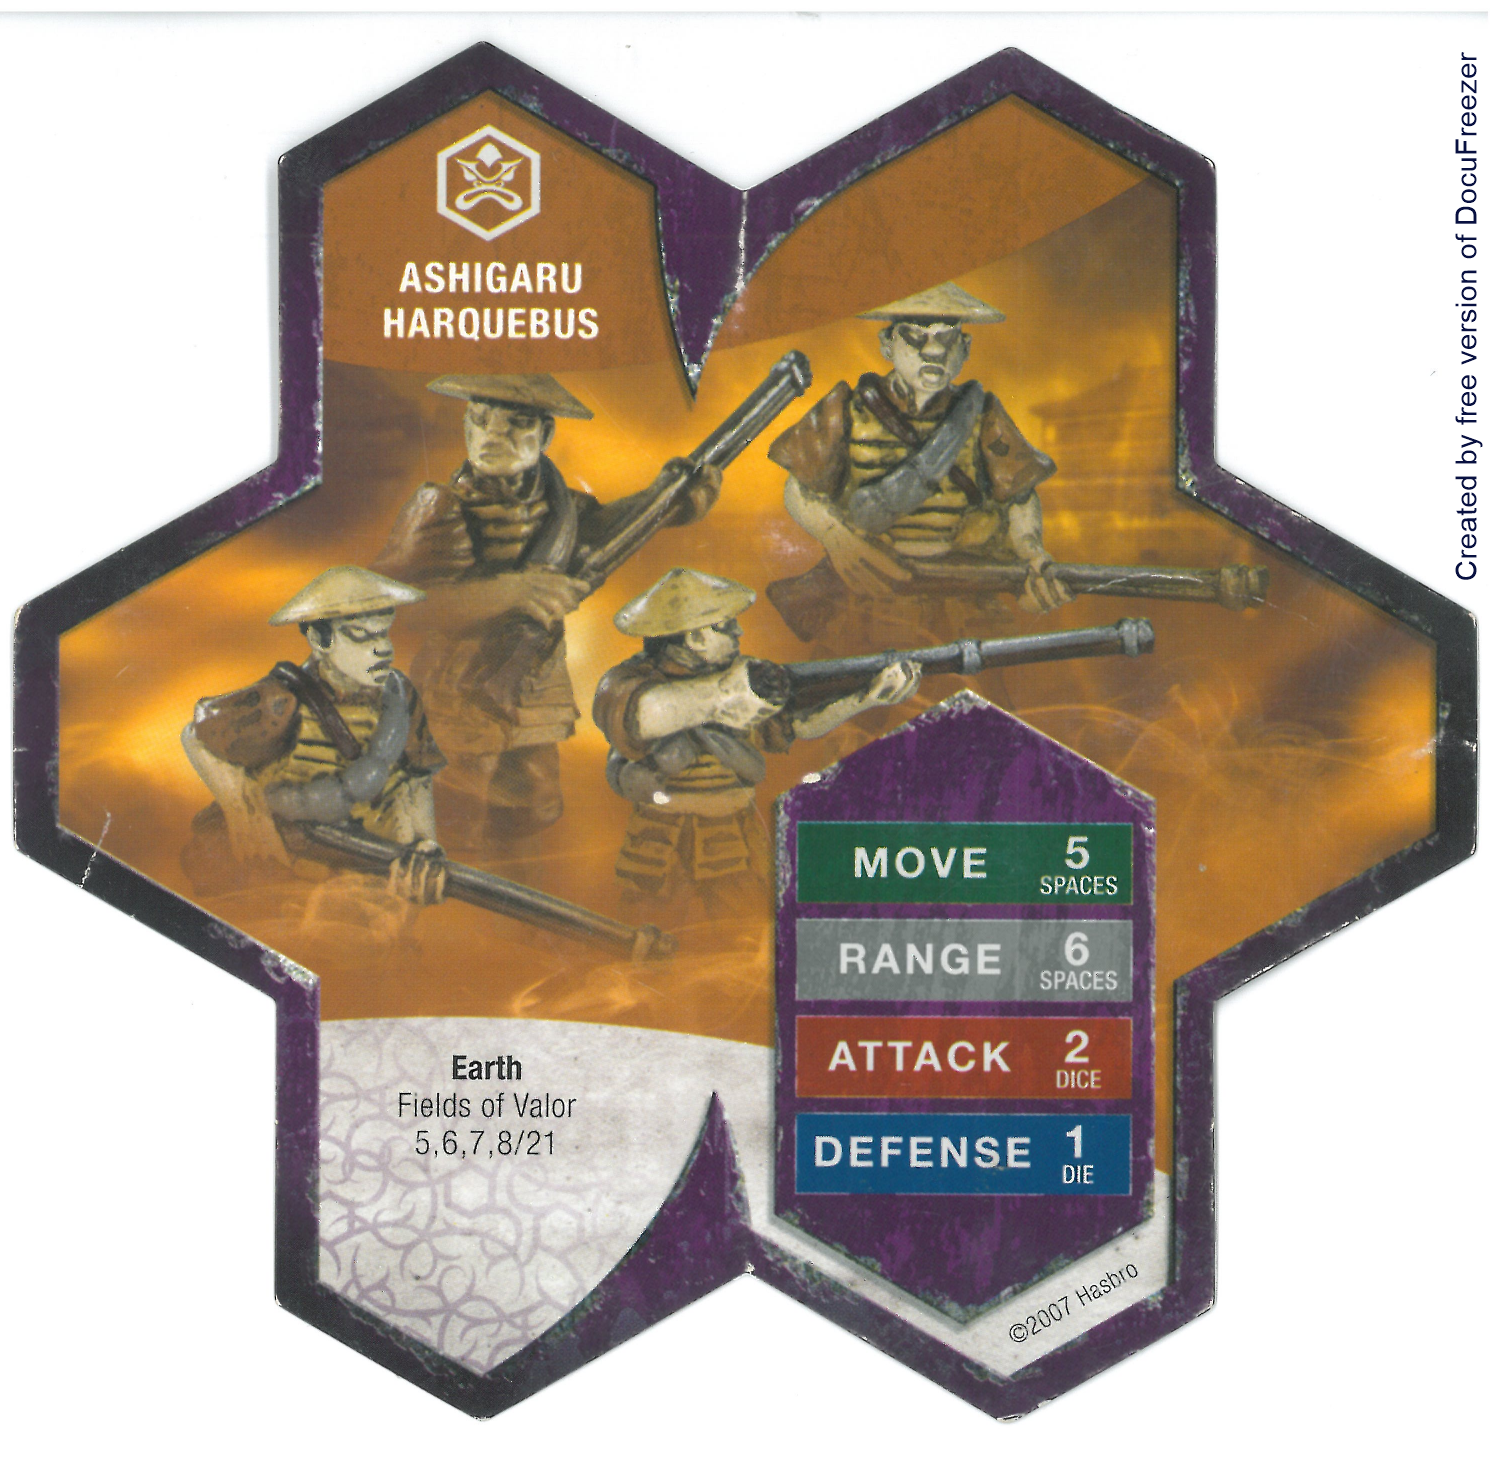 ASHIGARU
HARQUEBUS
MOVE 5 SPACES
RANGE 6 SPACES
ATTACK 2 DICE
DEFENSE 1 DIE
Earth
Fields of Valor
5,6,7,8/21
©2007 Hasbro
Created by free version of DocuFreezer